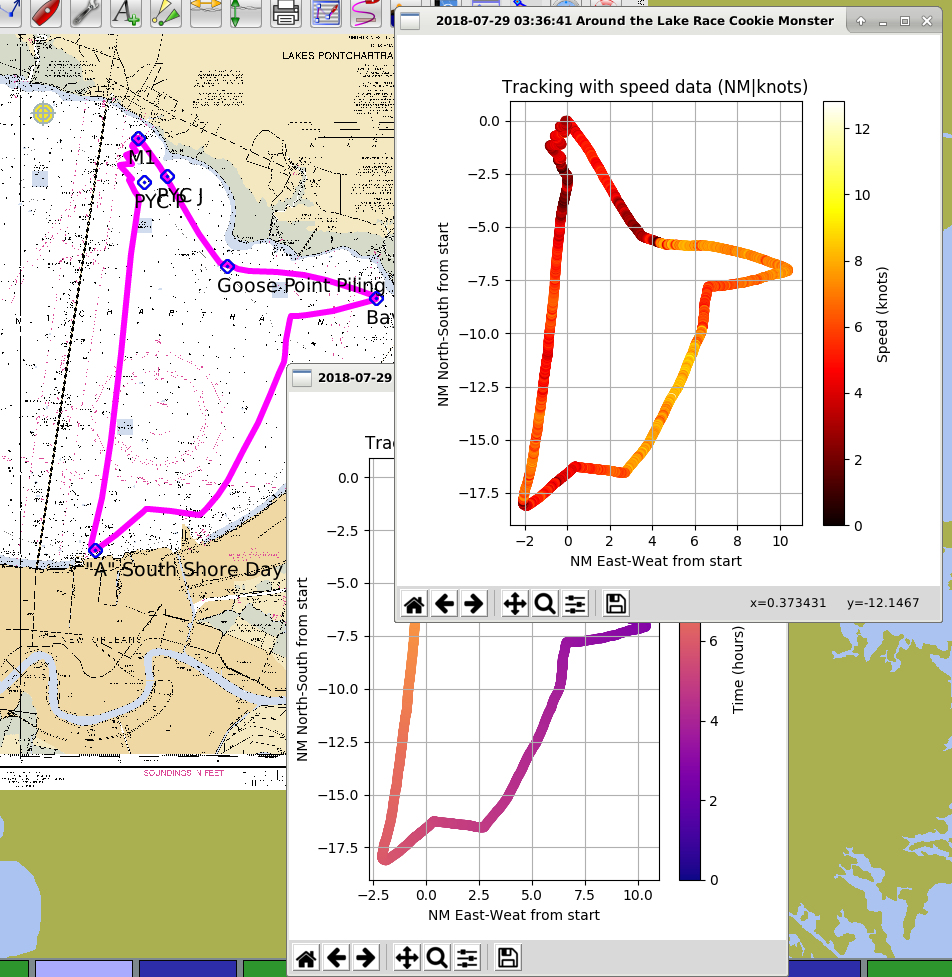 LAKES PONTCHARTRA
M1
PYC J
PYC P
Goose Point Piling
Bay
"A" South Shore Day
NEW ORLEANS
SOUNDINGS IN FEET
2018-07-29 03:36:41 Around the Lake Race Cookie Monster
Tracking with speed data (NM|knots)
0.0
−2.5
−5.0
−7.5
−10.0
−12.5
−15.0
−17.5
NM North-South from start
−2
0
2
4
6
8
10
NM East-Weat from start
12
10
8
6
4
2
0
Speed (knots)
x=0.373431 y=-12.1467
2018-07-29
Trac
0.0
−2.5
−5.0
−7.5
−10.0
−12.5
−15.0
−17.5
NM North-South from start
−2.5
0.0
2.5
5.0
7.5
10.0
NM East-Weat from start
6
4
2
0
Time (hours)